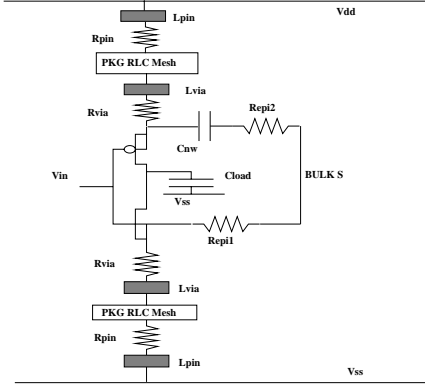 Lpin
Vdd
Rpin
PKG RLC Mesh
Lvia
Rvia
Repi2
Cnw
Vin
Cload
BULK S
Vss
Repi1
Rvia
Lvia
PKG RLC Mesh
Rpin
Lpin
Vss